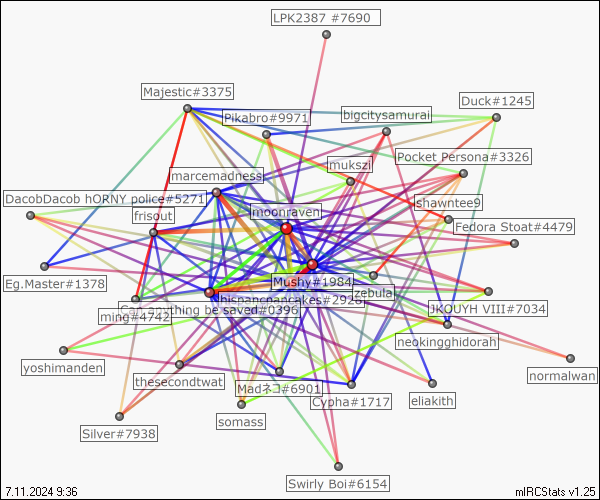 LPK2387 #7690
Majestic#3375
Duck#1245
Pikabro#9971
bigcitysamurai
Pocket Persona#3326
mukszi
marcemadness
DacobDacob hORNY police#5271
shawntee9
frisout
moonraven
Fedora Stoat#4479
Mushy#1984
Eg.Master#1378
zebula
hispanicpancakes#2926
JKOUYH VIII#7034
thing be saved#0396
ming#4742
neokingghidorah
yoshimanden
normalwan
thesecondtwat
Madネコ#6901
Cypha#1717
eliakith
somass
Silver#7938
Swirly Boi#6154
7.11.2024 9:36
mIRCStats v1.25